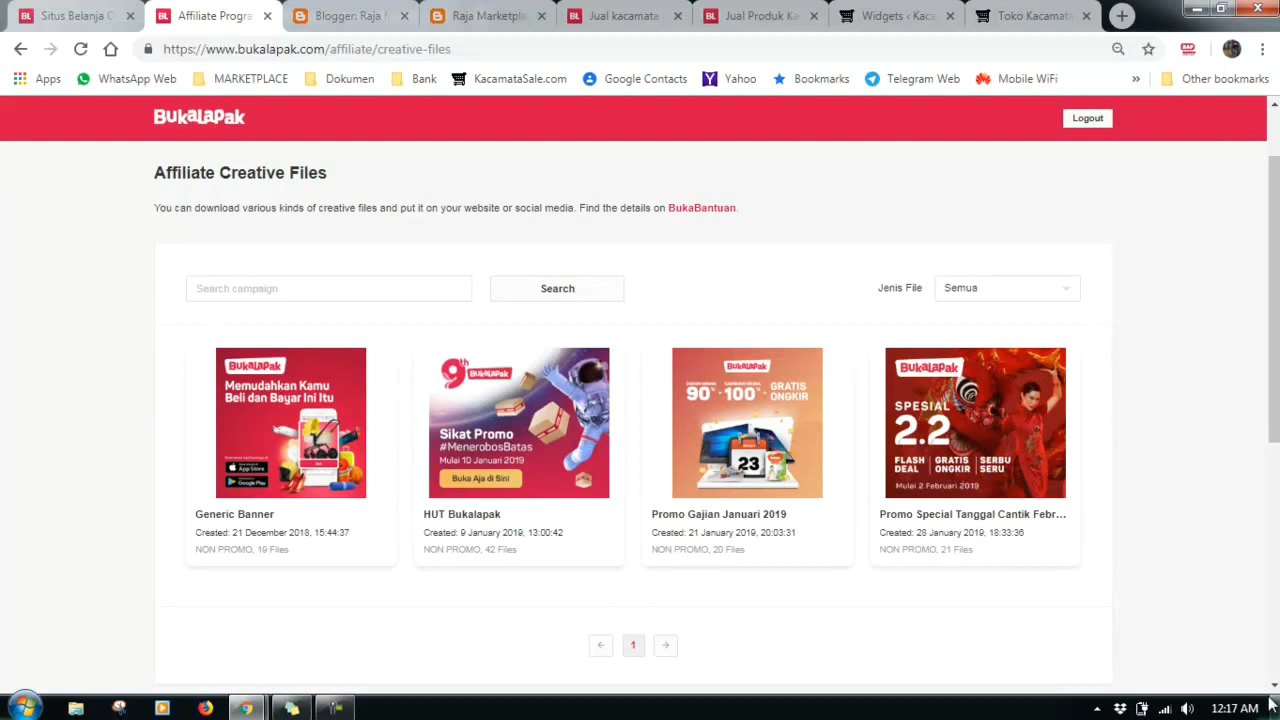 Situs Belanja O
Affiliate Progra
Blogger: Raja M
Raja Marketpla
Jual kacamata
Jual Produk Ka
Widgets ‹ Kaca
Toko Kacamata
https://www.bukalapak.com/affiliate/creative-files
Apps
WhatsApp Web
MARKETPLACE
Dokumen
Bank
KacamataSale.com
Google Contacts
Yahoo
Bookmarks
Telegram Web
Mobile WiFi
»
Other bookmarks
BukaLapak
Logout
Affiliate Creative Files
You can download various kinds of creative files and put it on your website or social media. Find the details on BukaBantuan.
Search campaign
Search
Jenis File
Semua
BukaLapak
Memudahkan Kamu
Beli dan Bayar Ini Itu
App Store
Google Play
Generic Banner
Created: 21 December 2018, 15:44:37
NON PROMO, 19 Files
9th BukaLapak
Sikat Promo
#MenerobosBatas
Mulai 10 Januari 2019
Buka Aja di Sini
HUT Bukalapak
Created: 9 January 2019, 13:00:42
NON PROMO, 42 Files
BukaLapak
90%
100%
GRATIS
ONGKIR
23
Promo Gajian Januari 2019
Created: 21 January 2019, 20:03:31
NON PROMO, 20 Files
BukaLapak
SPESIAL
2.2
FLASH DEAL
GRATIS ONGKIR
SERBU SERU
Mulai 2 Februari 2019
Promo Special Tanggal Cantik Febr...
Created: 28 January 2019, 18:33:36
NON PROMO, 21 Files
1
12:17 AM